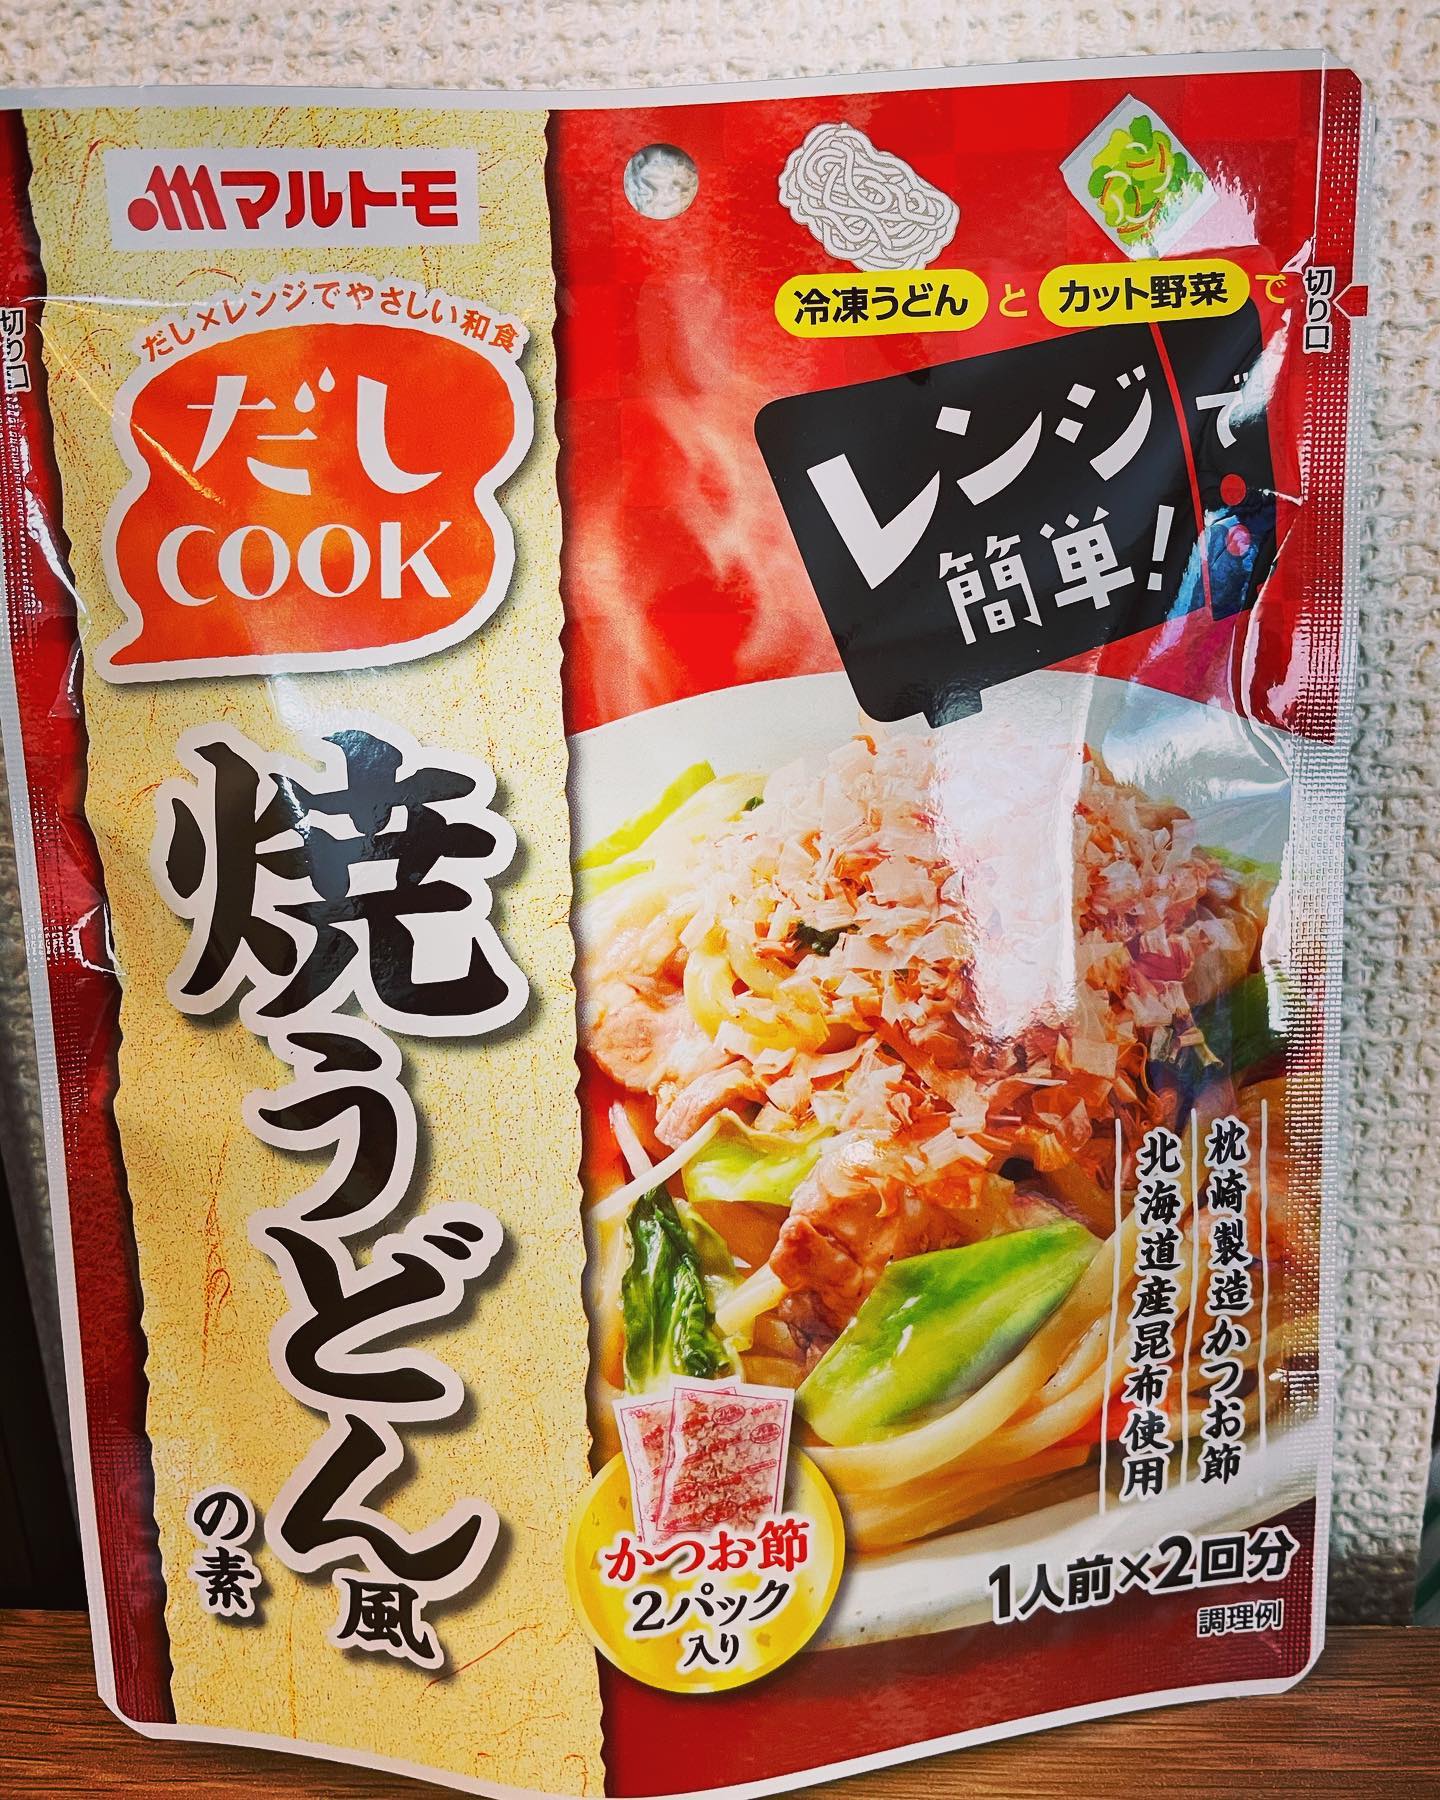 マルトモ
だし×レンジでやさしい和食
だし
COOK
焼うどん風
の素
冷凍うどんとカット野菜で
レンジで
簡単!
切り口
切り口
枕崎製造かつお節
北海道産昆布使用
かつお節
2パック
入り
1人前×2回分
調理例